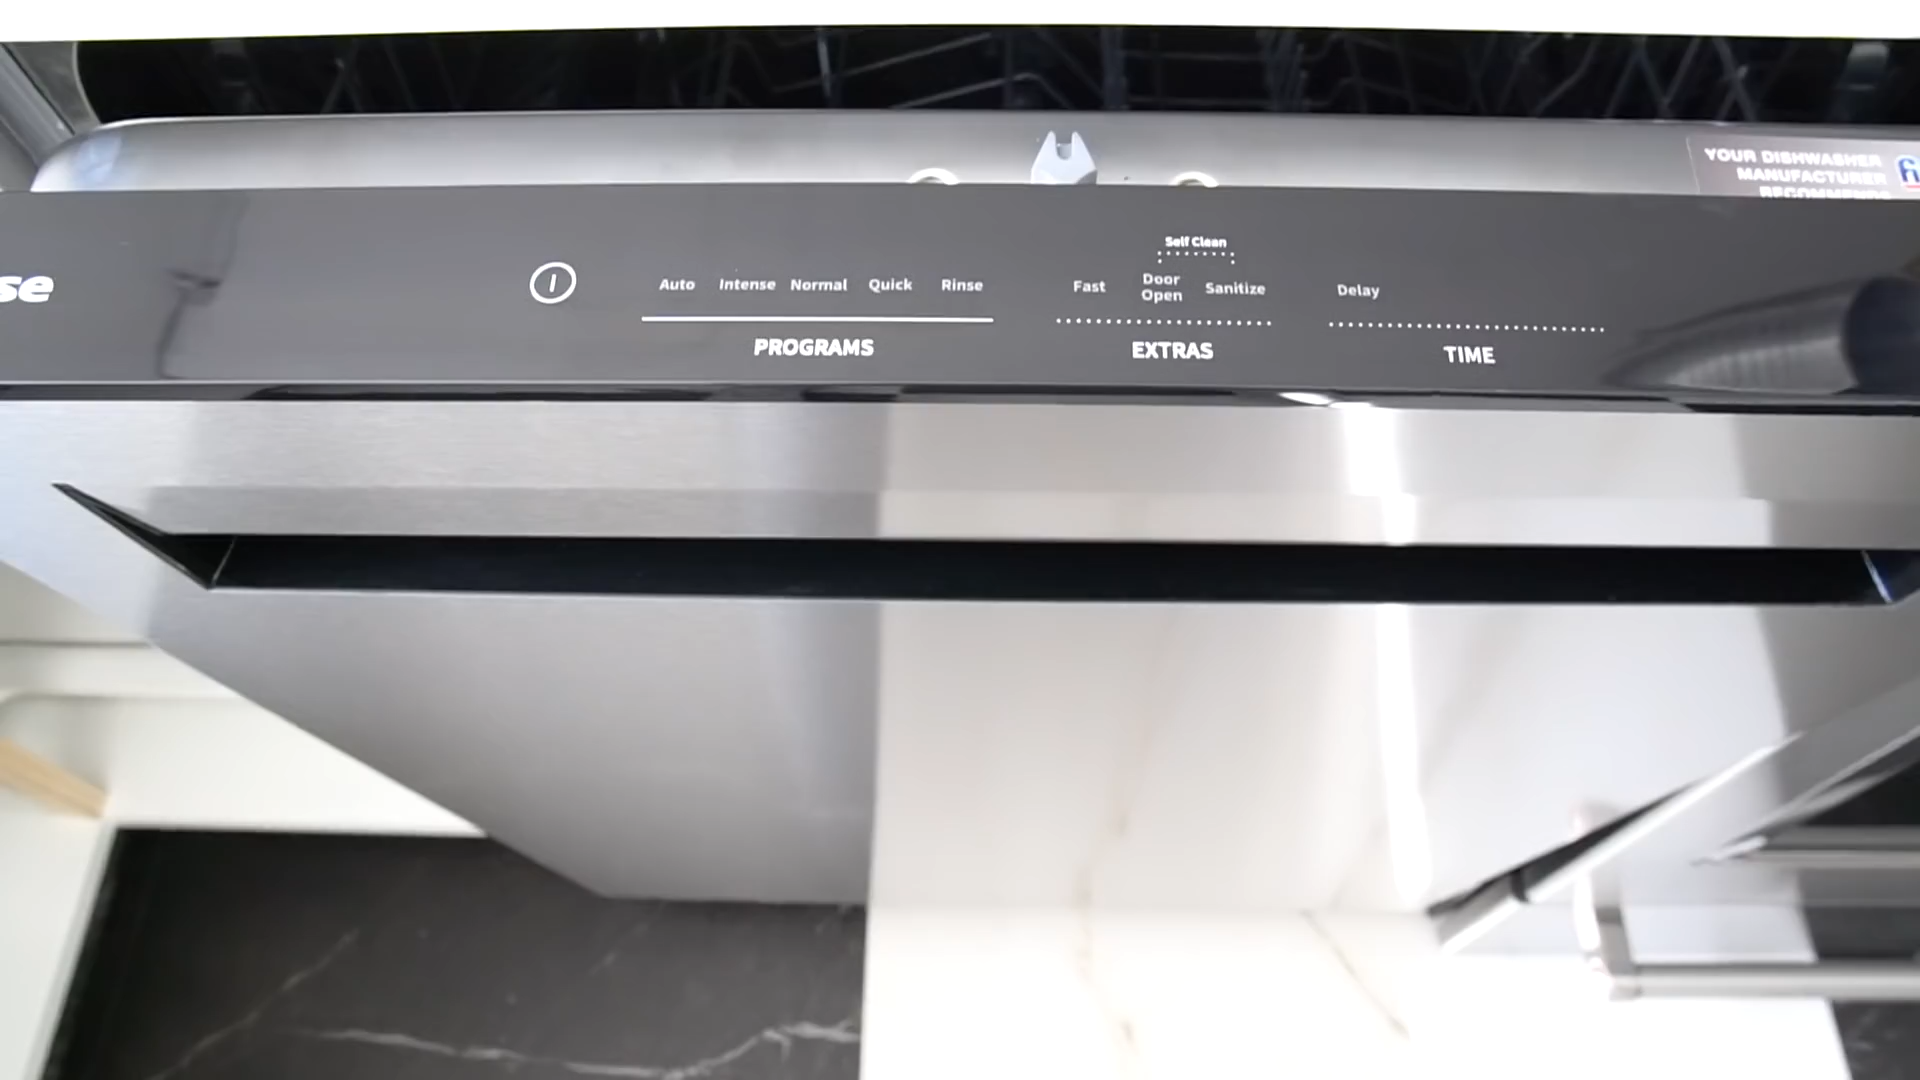 YOUR DISHWASHER
MANUFACTURER
RECOMMENDS
se
Self Clean
Auto Intense Normal Quick Rinse
Fast Door Open Sanitize
Delay
PROGRAMS
EXTRAS
TIME